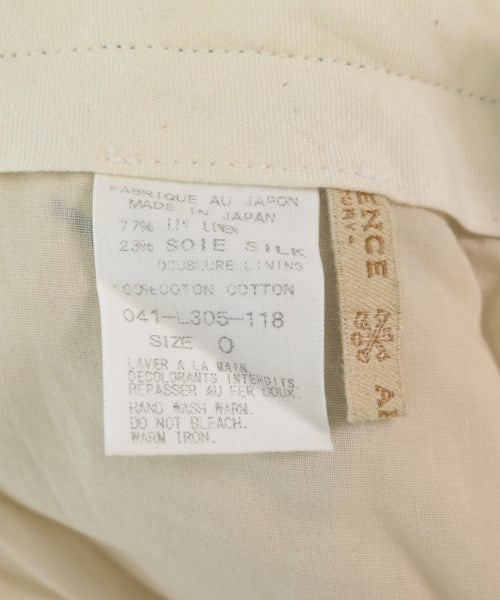 FABRIQUE AU JAPON
MADE IN JAPAN
77% LIN LINEN
23% SOIE SILK
DOUBLURE LINING
100%COTON COTTON
041-L305-118
SIZE 0
LAVER A LA MAIN.
DECOLORANTS INTERDITS.
REPASSER AU FER DOUX.
HAND WASH WARM.
DO NOT BLEACH.
WARM IRON.
ENCE